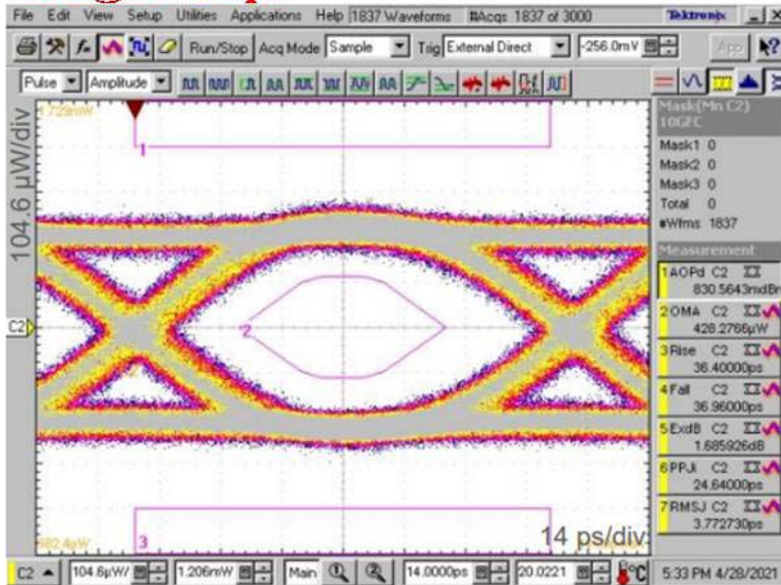 File Edit View Setup Utilities Applications Help 1837 Waveforms #Acqs 1837 of 3000 Tektronix
Run/Stop Acq Mode Sample Trig External Direct -256.0mV App
Pulse Amplitude
1
104.6 µW/div
C2
2
3
14 ps/div
Mask(Mn C2)
10GFC
Mask1 0
Mask2 0
Mask3 0
Total 0
#Wfms 1837
Measurement
1 AOPd C2
830.5643mdBm
2 OMA C2
428.2766µW
3 Rise C2
36.40000ps
4 Fall C2
36.96000ps
5 ExdB C2
1.685926dB
6 PPJi C2
24.64000ps
7 RMSJ C2
3.772730ps
C2 104.6µW/ 1.206mW Main 14.0000ps 20.0221 °C 5:33 PM 4/28/2021